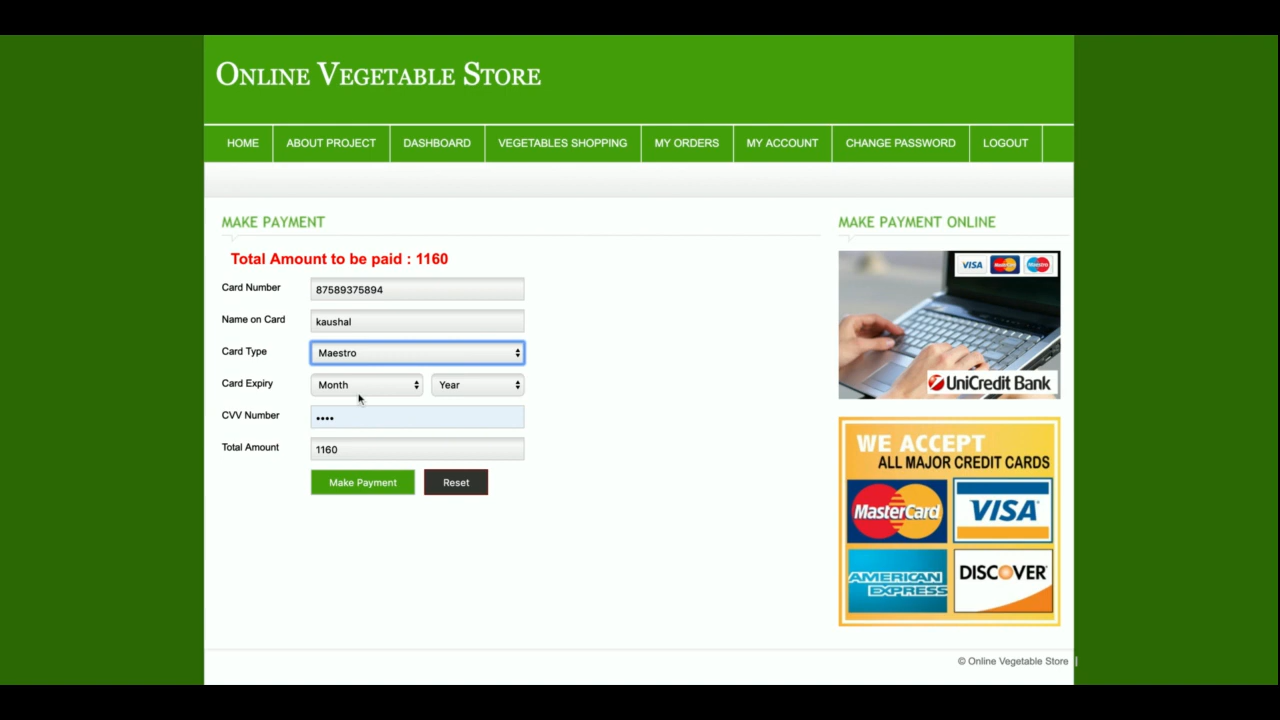 ONLINE VEGETABLE STORE
HOME ABOUT PROJECT DASHBOARD VEGETABLES SHOPPING MY ORDERS MY ACCOUNT CHANGE PASSWORD LOGOUT
MAKE PAYMENT
Total Amount to be paid : 1160
Card Number 87589375894
Name on Card kaushal
Card Type Maestro
Card Expiry Month Year
CVV Number ••••
Total Amount 1160
Make Payment Reset
MAKE PAYMENT ONLINE
VISA MasterCard Maestro
UniCredit Bank
WE ACCEPT
ALL MAJOR CREDIT CARDS
MasterCard VISA
AMERICAN EXPRESS DISCOVER
© Online Vegetable Store |